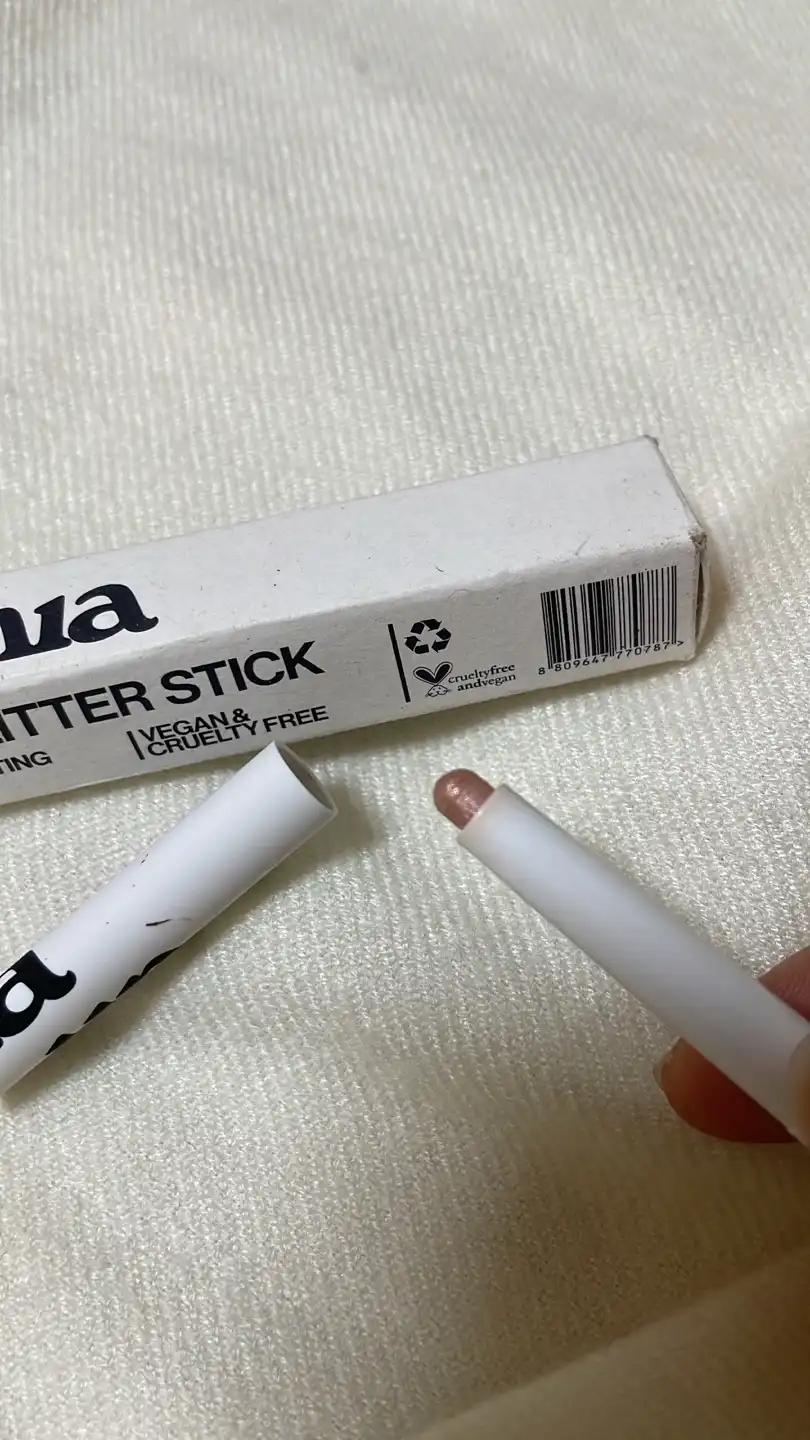 ua
ITTER STICK
TING
VEGAN &
CRUELTY FREE
crueltyfree
andvegan
8 809647 770787 >
a